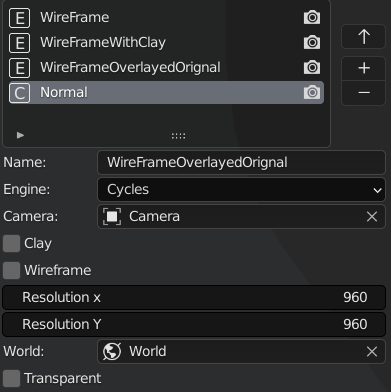 E WireFrame
E WireFrameWithClay
E WireFrameOverlayedOrignal
C Normal
Name: WireFrameOverlayedOrignal
Engine: Cycles
Camera: Camera
Clay
Wireframe
Resolution x 960
Resolution Y 960
World: World
Transparent